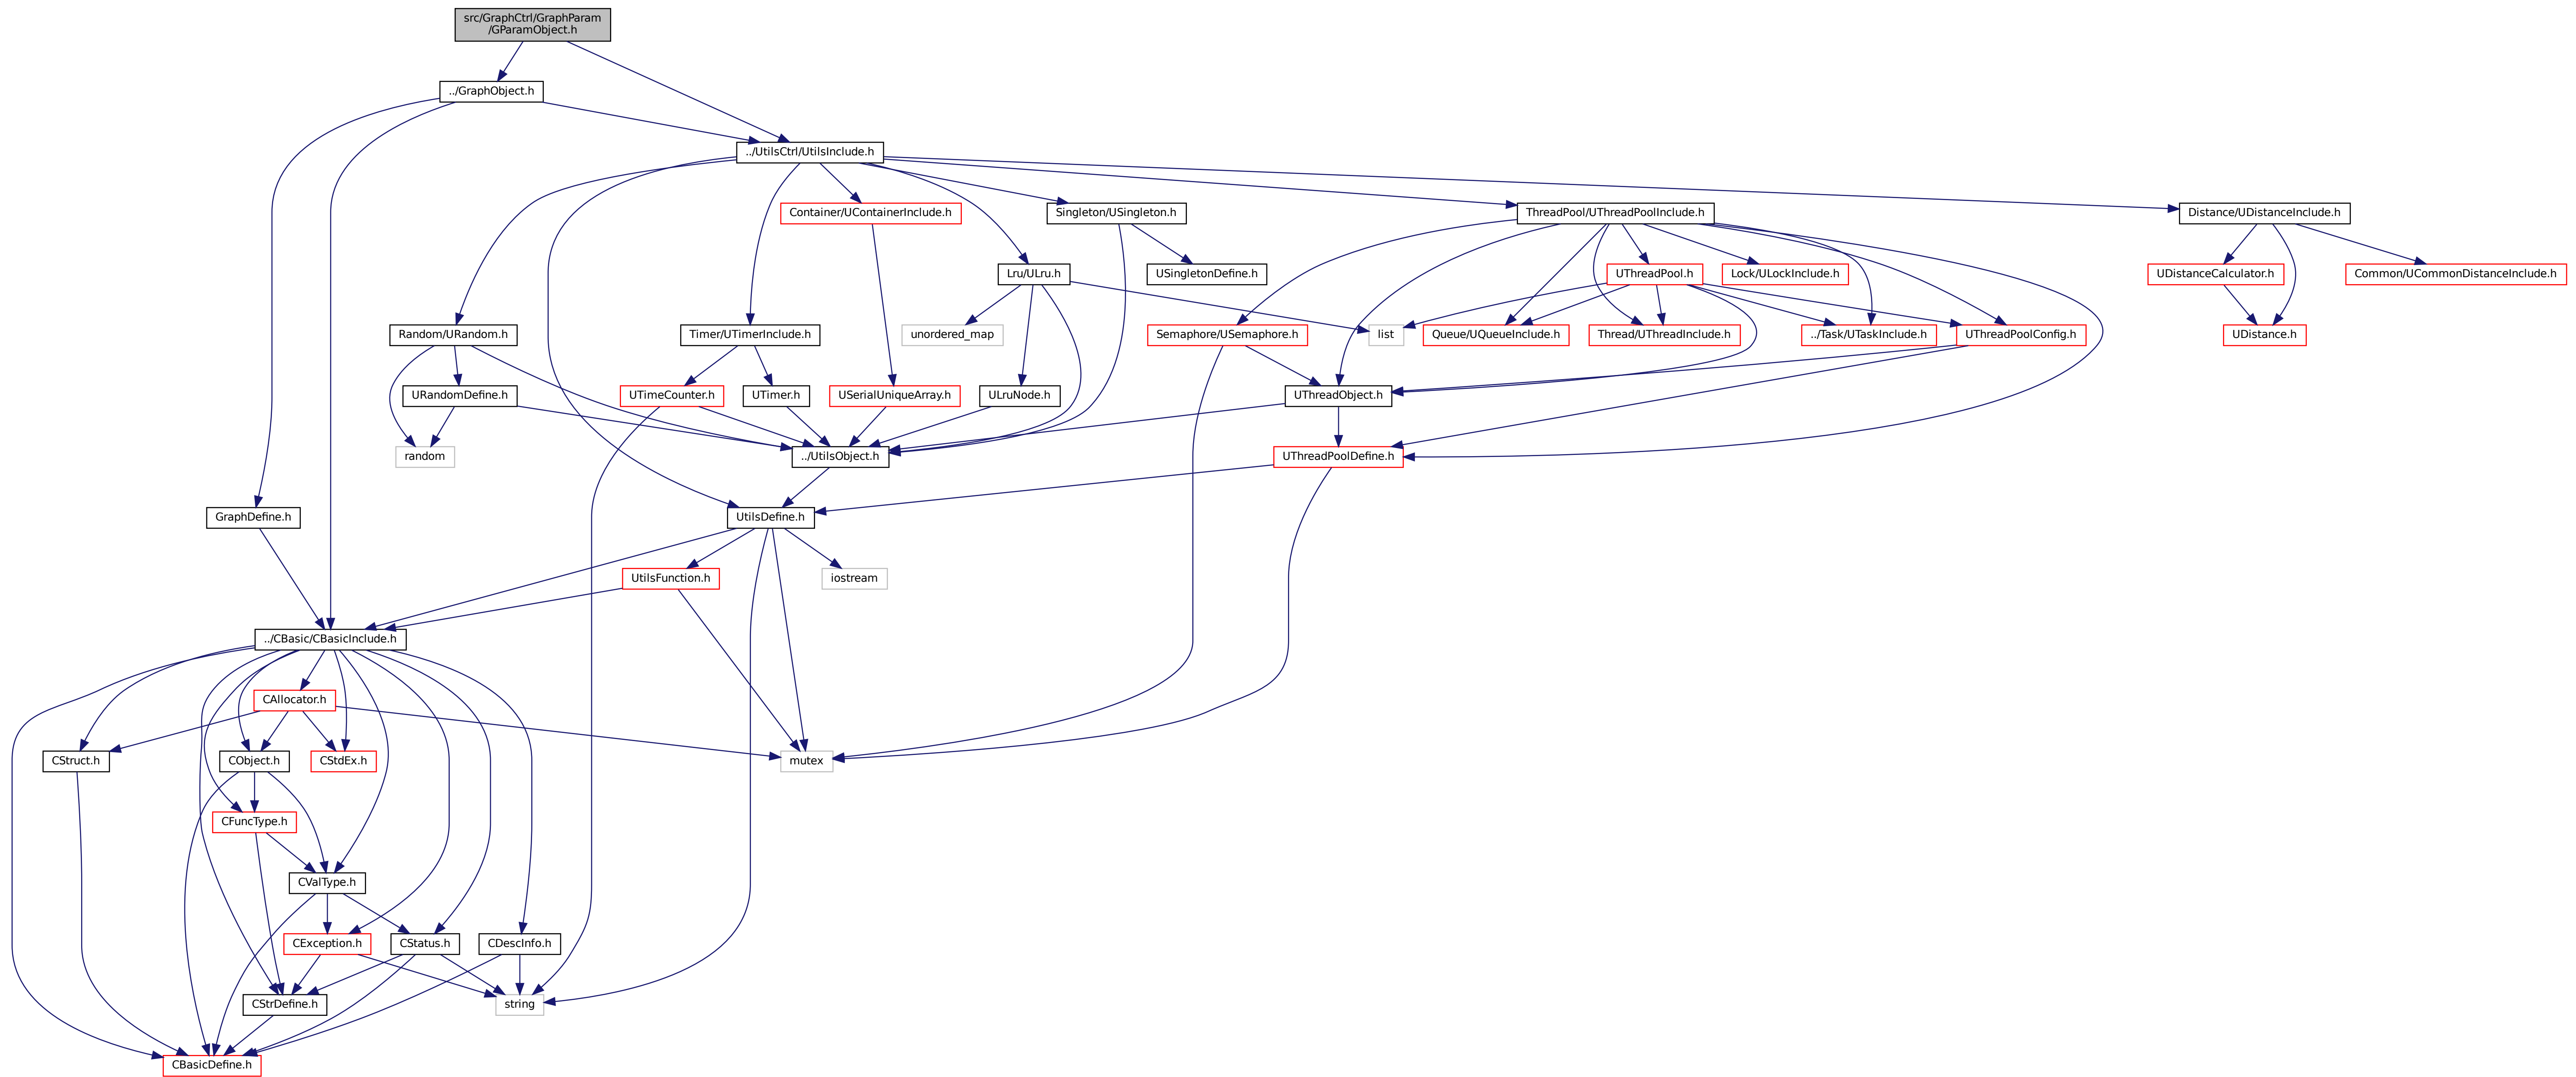 src/GraphCtrl/GraphParam
/GParamObject.h
../GraphObject.h
../UtilsCtrl/UtilsInclude.h
Container/UContainerInclude.h
Singleton/USingleton.h
ThreadPool/UThreadPoolInclude.h
Distance/UDistanceInclude.h
Lru/ULru.h
USingletonDefine.h
UThreadPool.h
Lock/ULockInclude.h
UDistanceCalculator.h
Common/UCommonDistanceInclude.h
Random/URandom.h
Timer/UTimerInclude.h
unordered_map
Semaphore/USemaphore.h
list
Queue/UQueueInclude.h
Thread/UThreadInclude.h
../Task/UTaskInclude.h
UThreadPoolConfig.h
UDistance.h
URandomDefine.h
UTimeCounter.h
UTimer.h
USerialUniqueArray.h
ULruNode.h
UThreadObject.h
random
../UtilsObject.h
UThreadPoolDefine.h
GraphDefine.h
UtilsDefine.h
UtilsFunction.h
iostream
../CBasic/CBasicInclude.h
CAllocator.h
CStruct.h
CObject.h
CStdEx.h
mutex
CFuncType.h
CValType.h
CException.h
CStatus.h
CDescInfo.h
CStrDefine.h
string
CBasicDefine.h